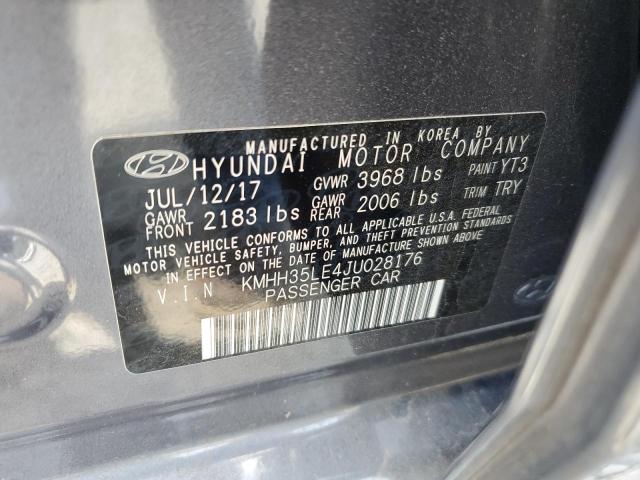 MANUFACTURED IN KOREA BY
HYUNDAI MOTOR COMPANY
JUL/12/17 GVWR 3968 lbs PAINT YT3
GAWR FRONT 2183 lbs GAWR REAR 2006 lbs TRIM TRY
THIS VEHICLE CONFORMS TO ALL APPLICABLE U.S.A. FEDERAL
MOTOR VEHICLE SAFETY, BUMPER, AND THEFT PREVENTION STANDARDS
IN EFFECT ON THE DATE OF MANUFACTURE SHOWN ABOVE.
V.I.N KMHH35LE4JU028176
PASSENGER CAR